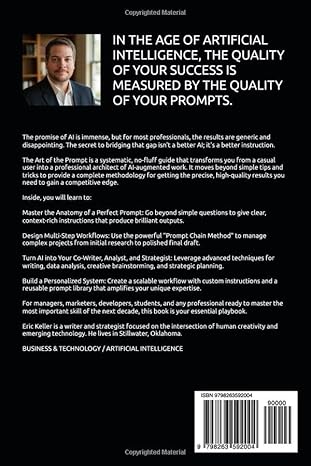 IN THE AGE OF ARTIFICIAL
INTELLIGENCE, THE QUALITY
OF YOUR SUCCESS IS
MEASURED BY THE QUALITY
OF YOUR PROMPTS.
The promise of AI is immense, but for most professionals, the results are generic and
disappointing. The secret to bridging that gap isn't a better AI; it's a better instruction.
The Art of the Prompt is a systematic, no-fluff guide that transforms you from a casual
user into a professional architect of AI-augmented work. It moves beyond simple tips and
tricks to provide a complete methodology for getting the precise, high-quality results you
need to gain a competitive edge.
Inside, you will learn to:
Master the Anatomy of a Perfect Prompt: Go beyond simple questions to give clear,
context-rich instructions that produce brilliant outputs.
Design Multi-Step Workflows: Use the powerful "Prompt Chain Method" to manage
complex projects from initial research to polished final draft.
Turn AI into Your Co-Writer, Analyst, and Strategist: Leverage advanced techniques for
writing, data analysis, creative brainstorming, and strategic planning.
Build a Personalized System: Create a scalable workflow with custom instructions and a
reusable prompt library that amplifies your unique expertise.
For managers, marketers, developers, students, and any professional ready to master the
most important skill of the next decade, this book is your essential playbook.
Eric Keller is a writer and strategist focused on the intersection of human creativity and
emerging technology. He lives in Stillwater, Oklahoma.
BUSINESS & TECHNOLOGY / ARTIFICIAL INTELLIGENCE
ISBN 9798263592004
90000
9 798263 592004